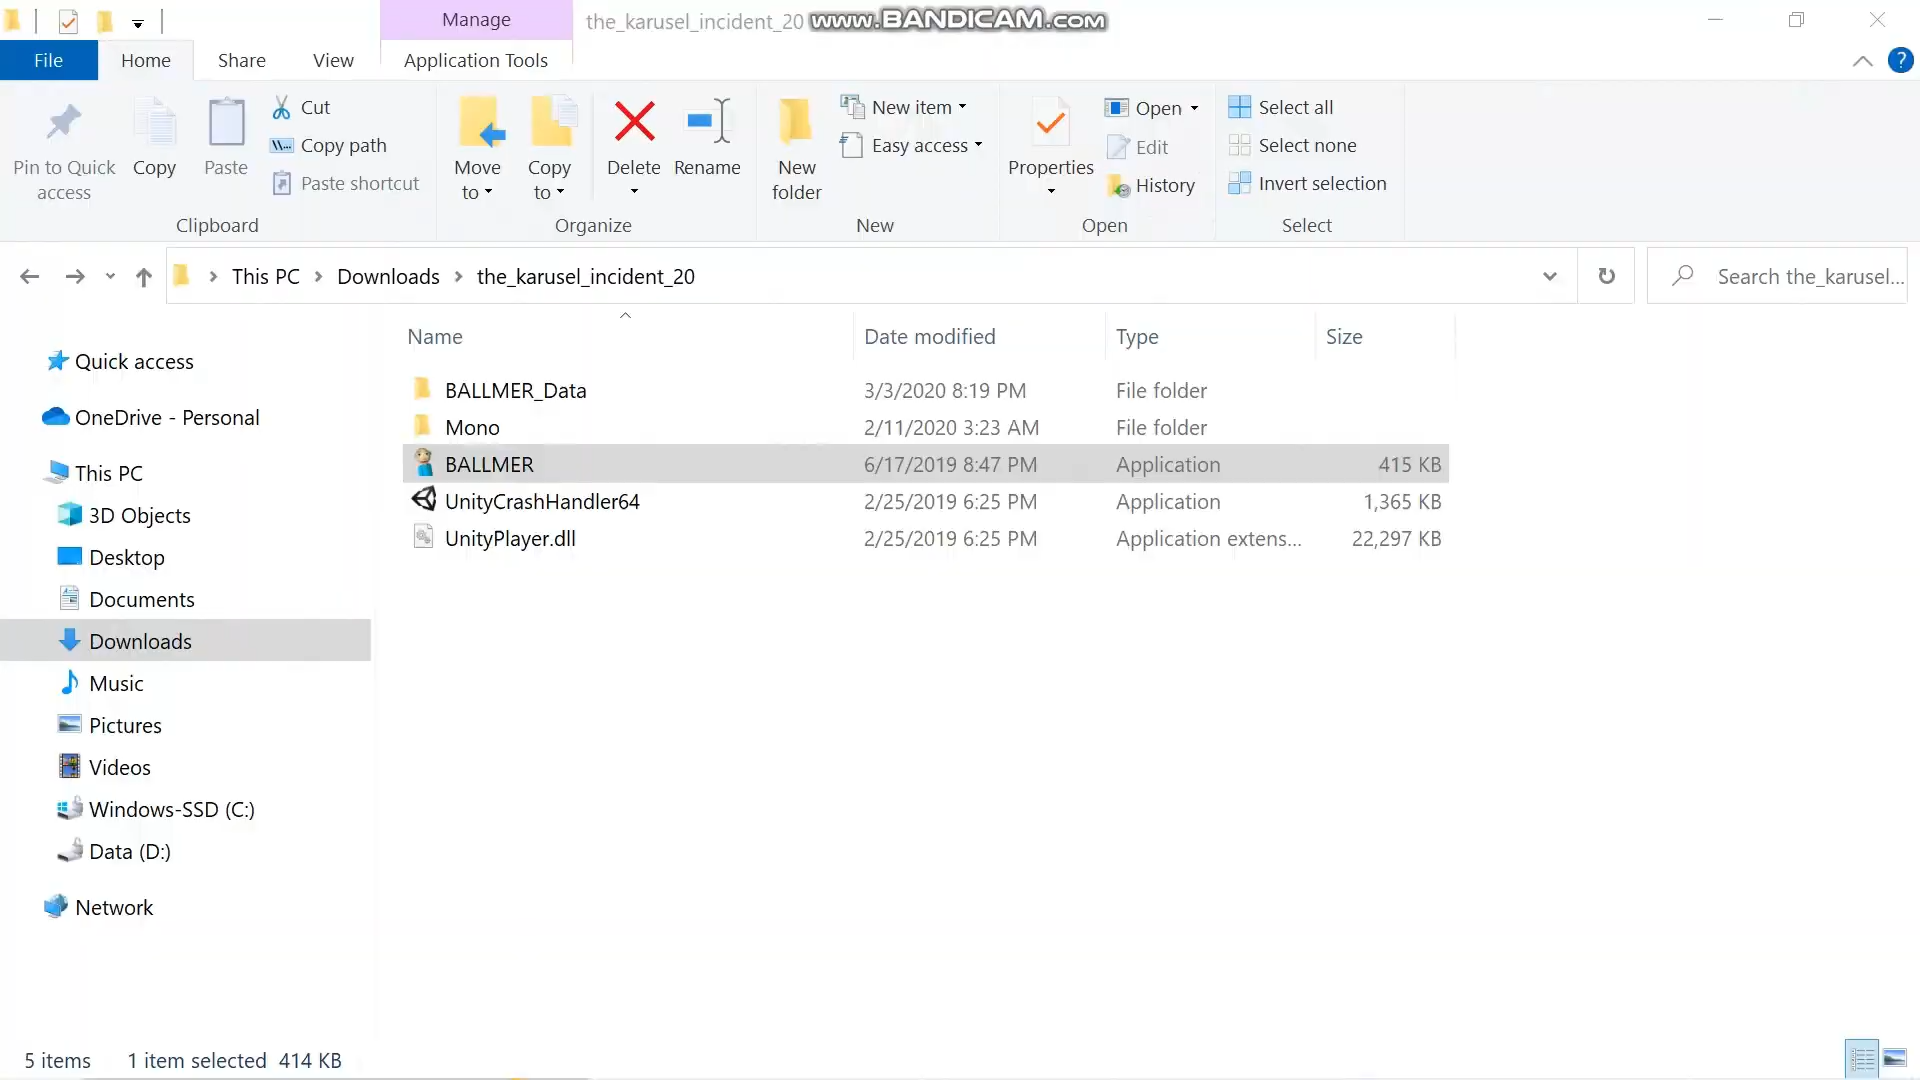 Manage
the_karusel_incident_20
www.BANDICAM.com
File
Home
Share
View
Application Tools
?
Pin to Quick access
Copy
Paste
Cut
Copy path
Paste shortcut
Clipboard
Move to
Copy to
Delete
Rename
Organize
New folder
New item
Easy access
New
Properties
Open
Edit
History
Open
Select all
Select none
Invert selection
Select
This PC > Downloads > the_karusel_incident_20
Search the_karusel...
Name Date modified Type Size
BALLMER_Data 3/3/2020 8:19 PM File folder
Mono 2/11/2020 3:23 AM File folder
BALLMER 6/17/2019 8:47 PM Application 415 KB
UnityCrashHandler64 2/25/2019 6:25 PM Application 1,365 KB
UnityPlayer.dll 2/25/2019 6:25 PM Application extens... 22,297 KB
Quick access
OneDrive - Personal
This PC
3D Objects
Desktop
Documents
Downloads
Music
Pictures
Videos
Windows-SSD (C:)
Data (D:)
Network
5 items 1 item selected 414 KB